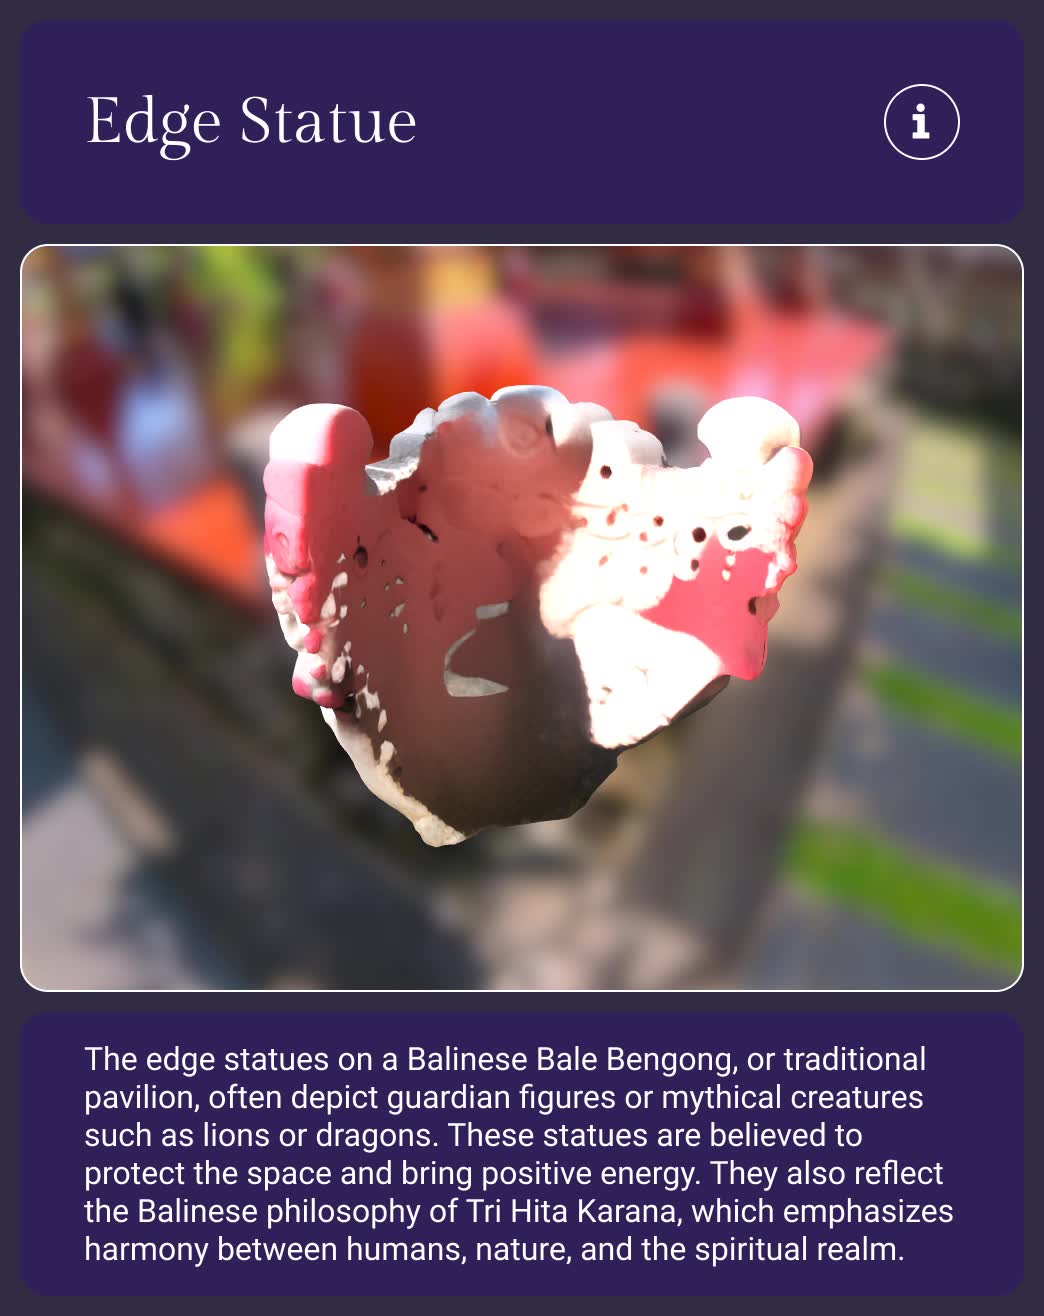 Edge Statue
The edge statues on a Balinese Bale Bengong, or traditional
pavilion, often depict guardian figures or mythical creatures
such as lions or dragons. These statues are believed to
protect the space and bring positive energy. They also reflect
the Balinese philosophy of Tri Hita Karana, which emphasizes
harmony between humans, nature, and the spiritual realm.